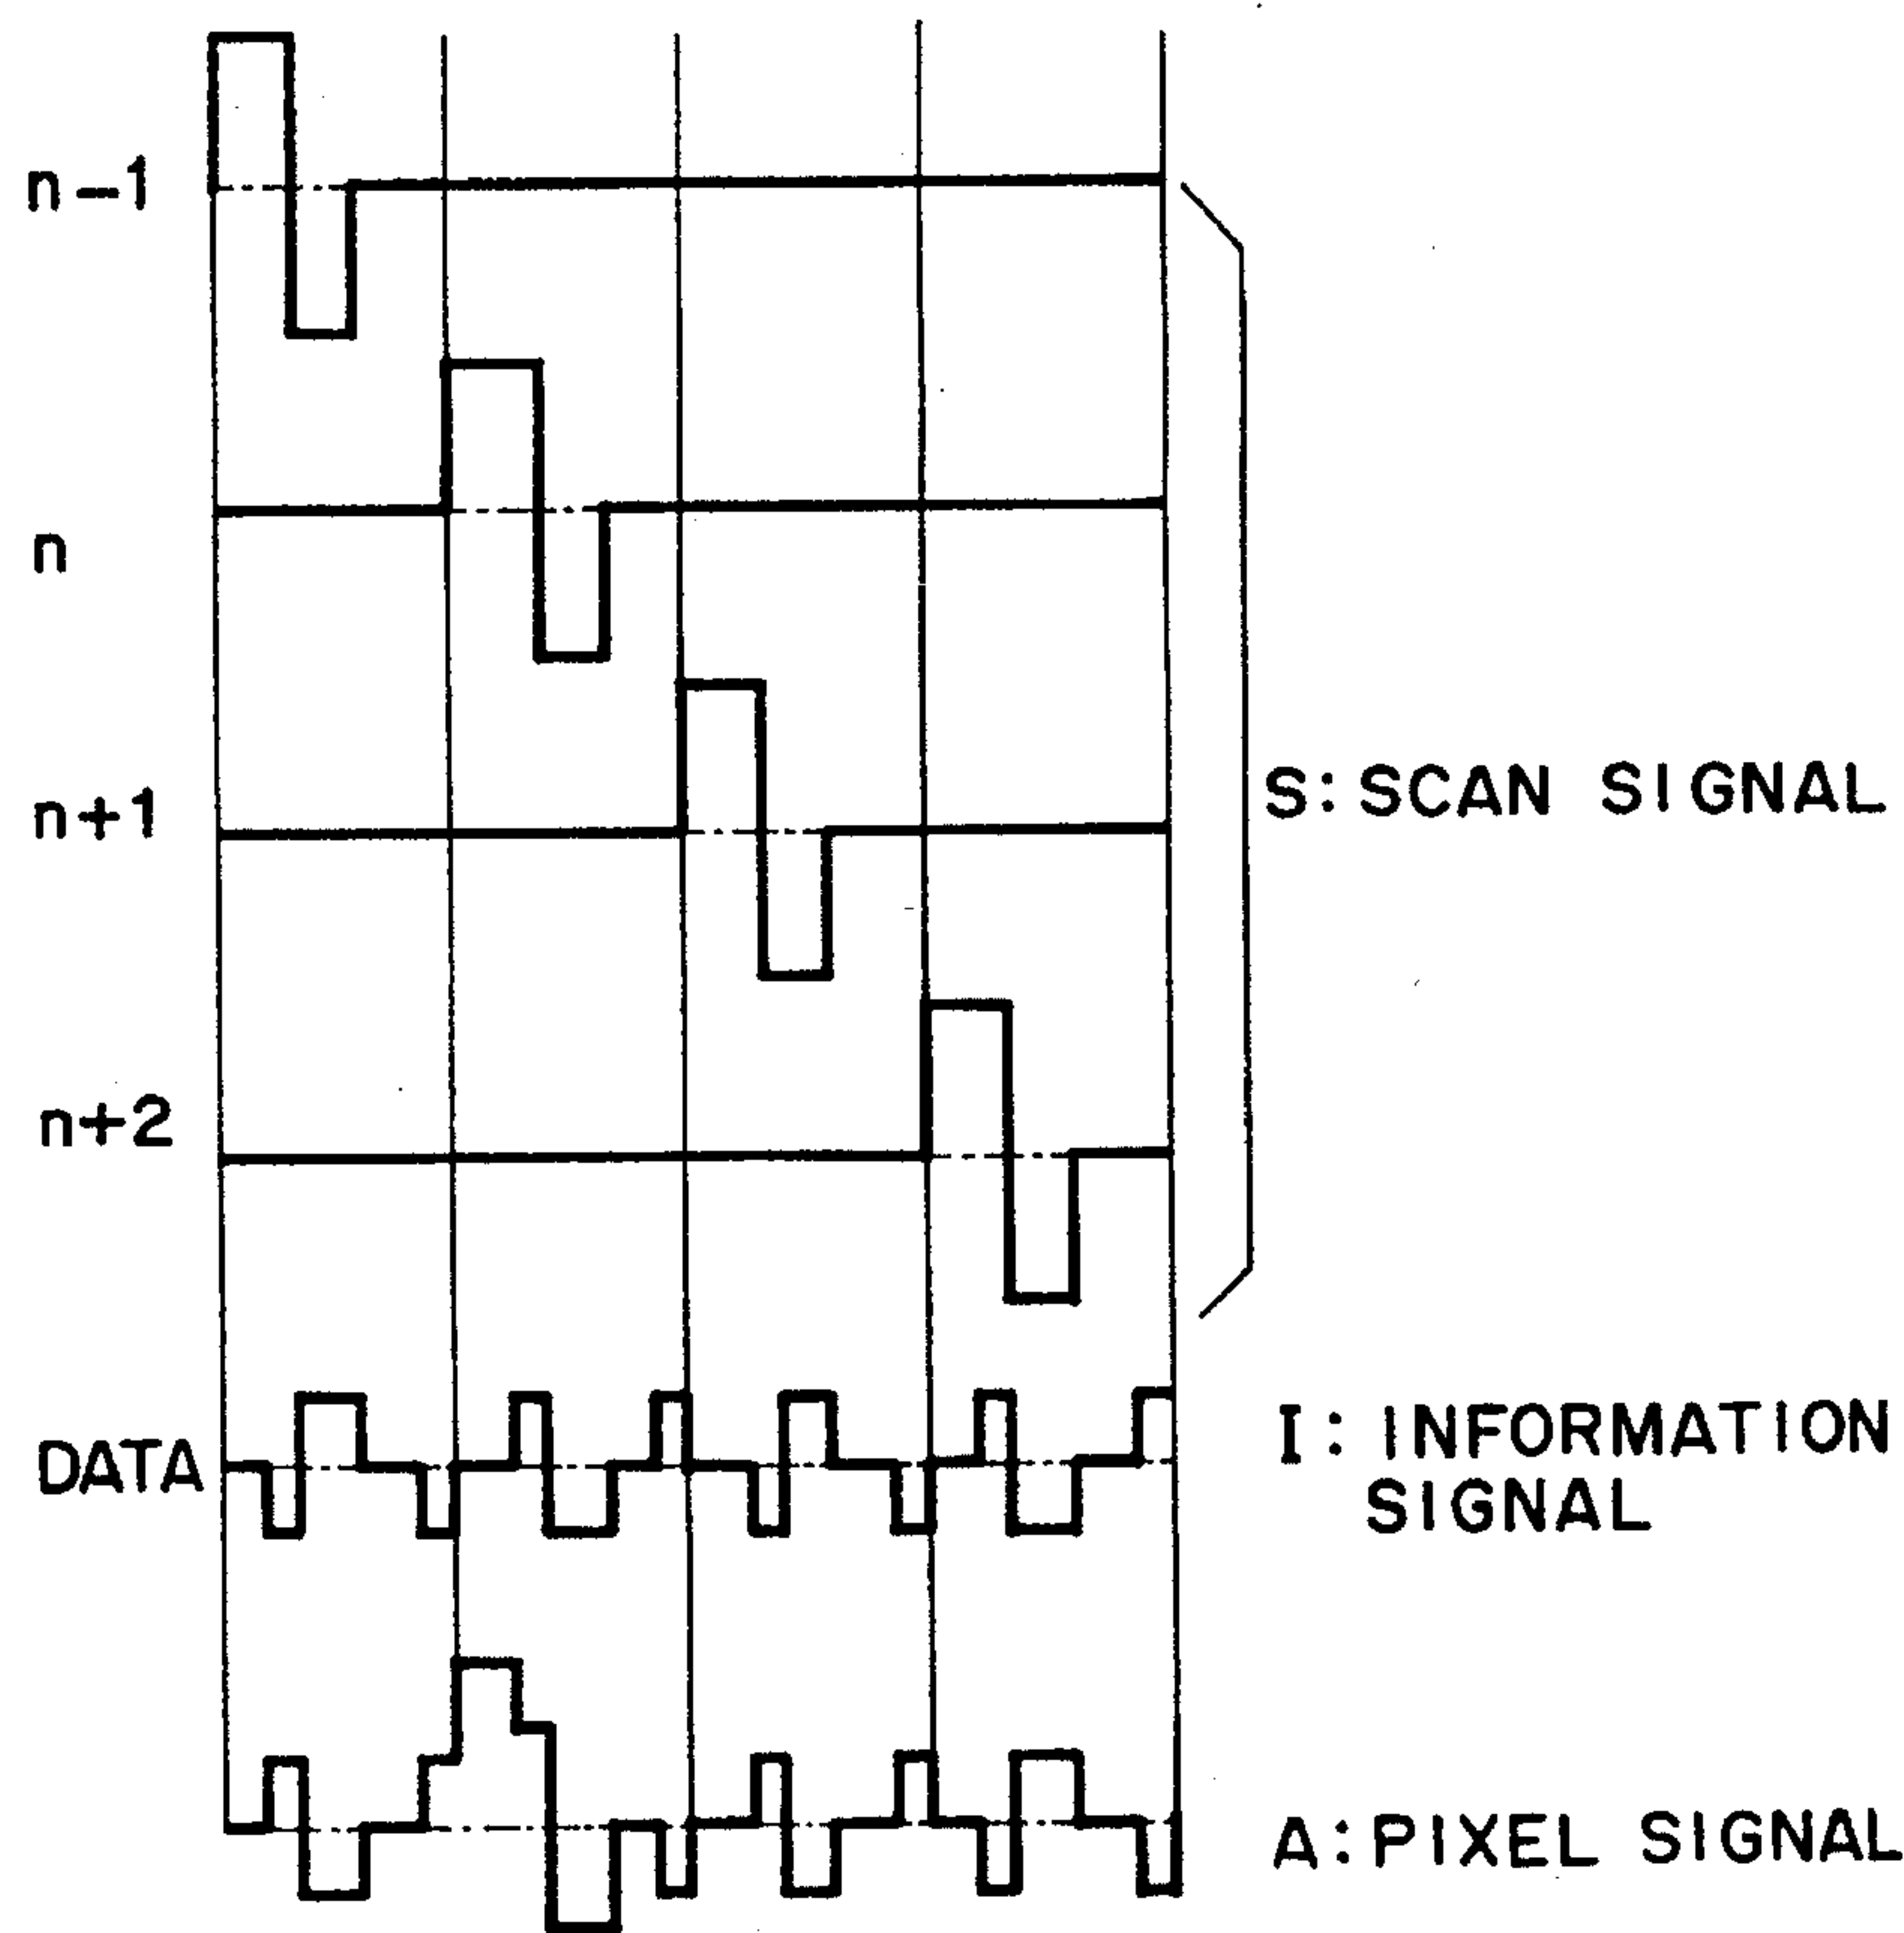 n-1
n
n+1
S: SCAN SIGNAL
n+2
DATA
I: INFORMATION
SIGNAL
A: PIXEL SIGNAL